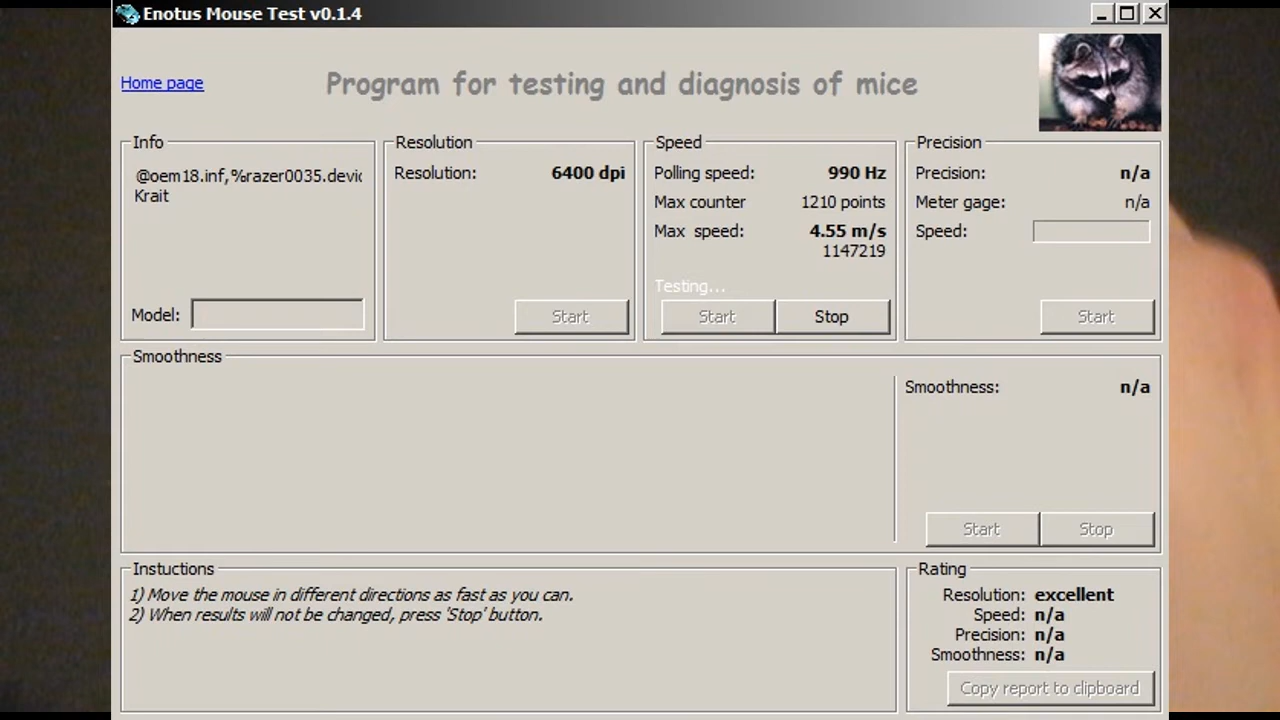 Enotus Mouse Test v0.1.4
Home page
Program for testing and diagnosis of mice
Info
@oem18.inf,%razer0035.devic
Krait
Model:
Resolution
Resolution: 6400 dpi
Start
Speed
Polling speed: 990 Hz
Max counter 1210 points
Max speed: 4.55 m/s
1147219
Testing...
Start Stop
Precision
Precision: n/a
Meter gage: n/a
Speed:
Start
Smoothness
Smoothness: n/a
Start Stop
Instuctions
1) Move the mouse in different directions as fast as you can.
2) When results will not be changed, press 'Stop' button.
Rating
Resolution: excellent
Speed: n/a
Precision: n/a
Smoothness: n/a
Copy report to clipboard